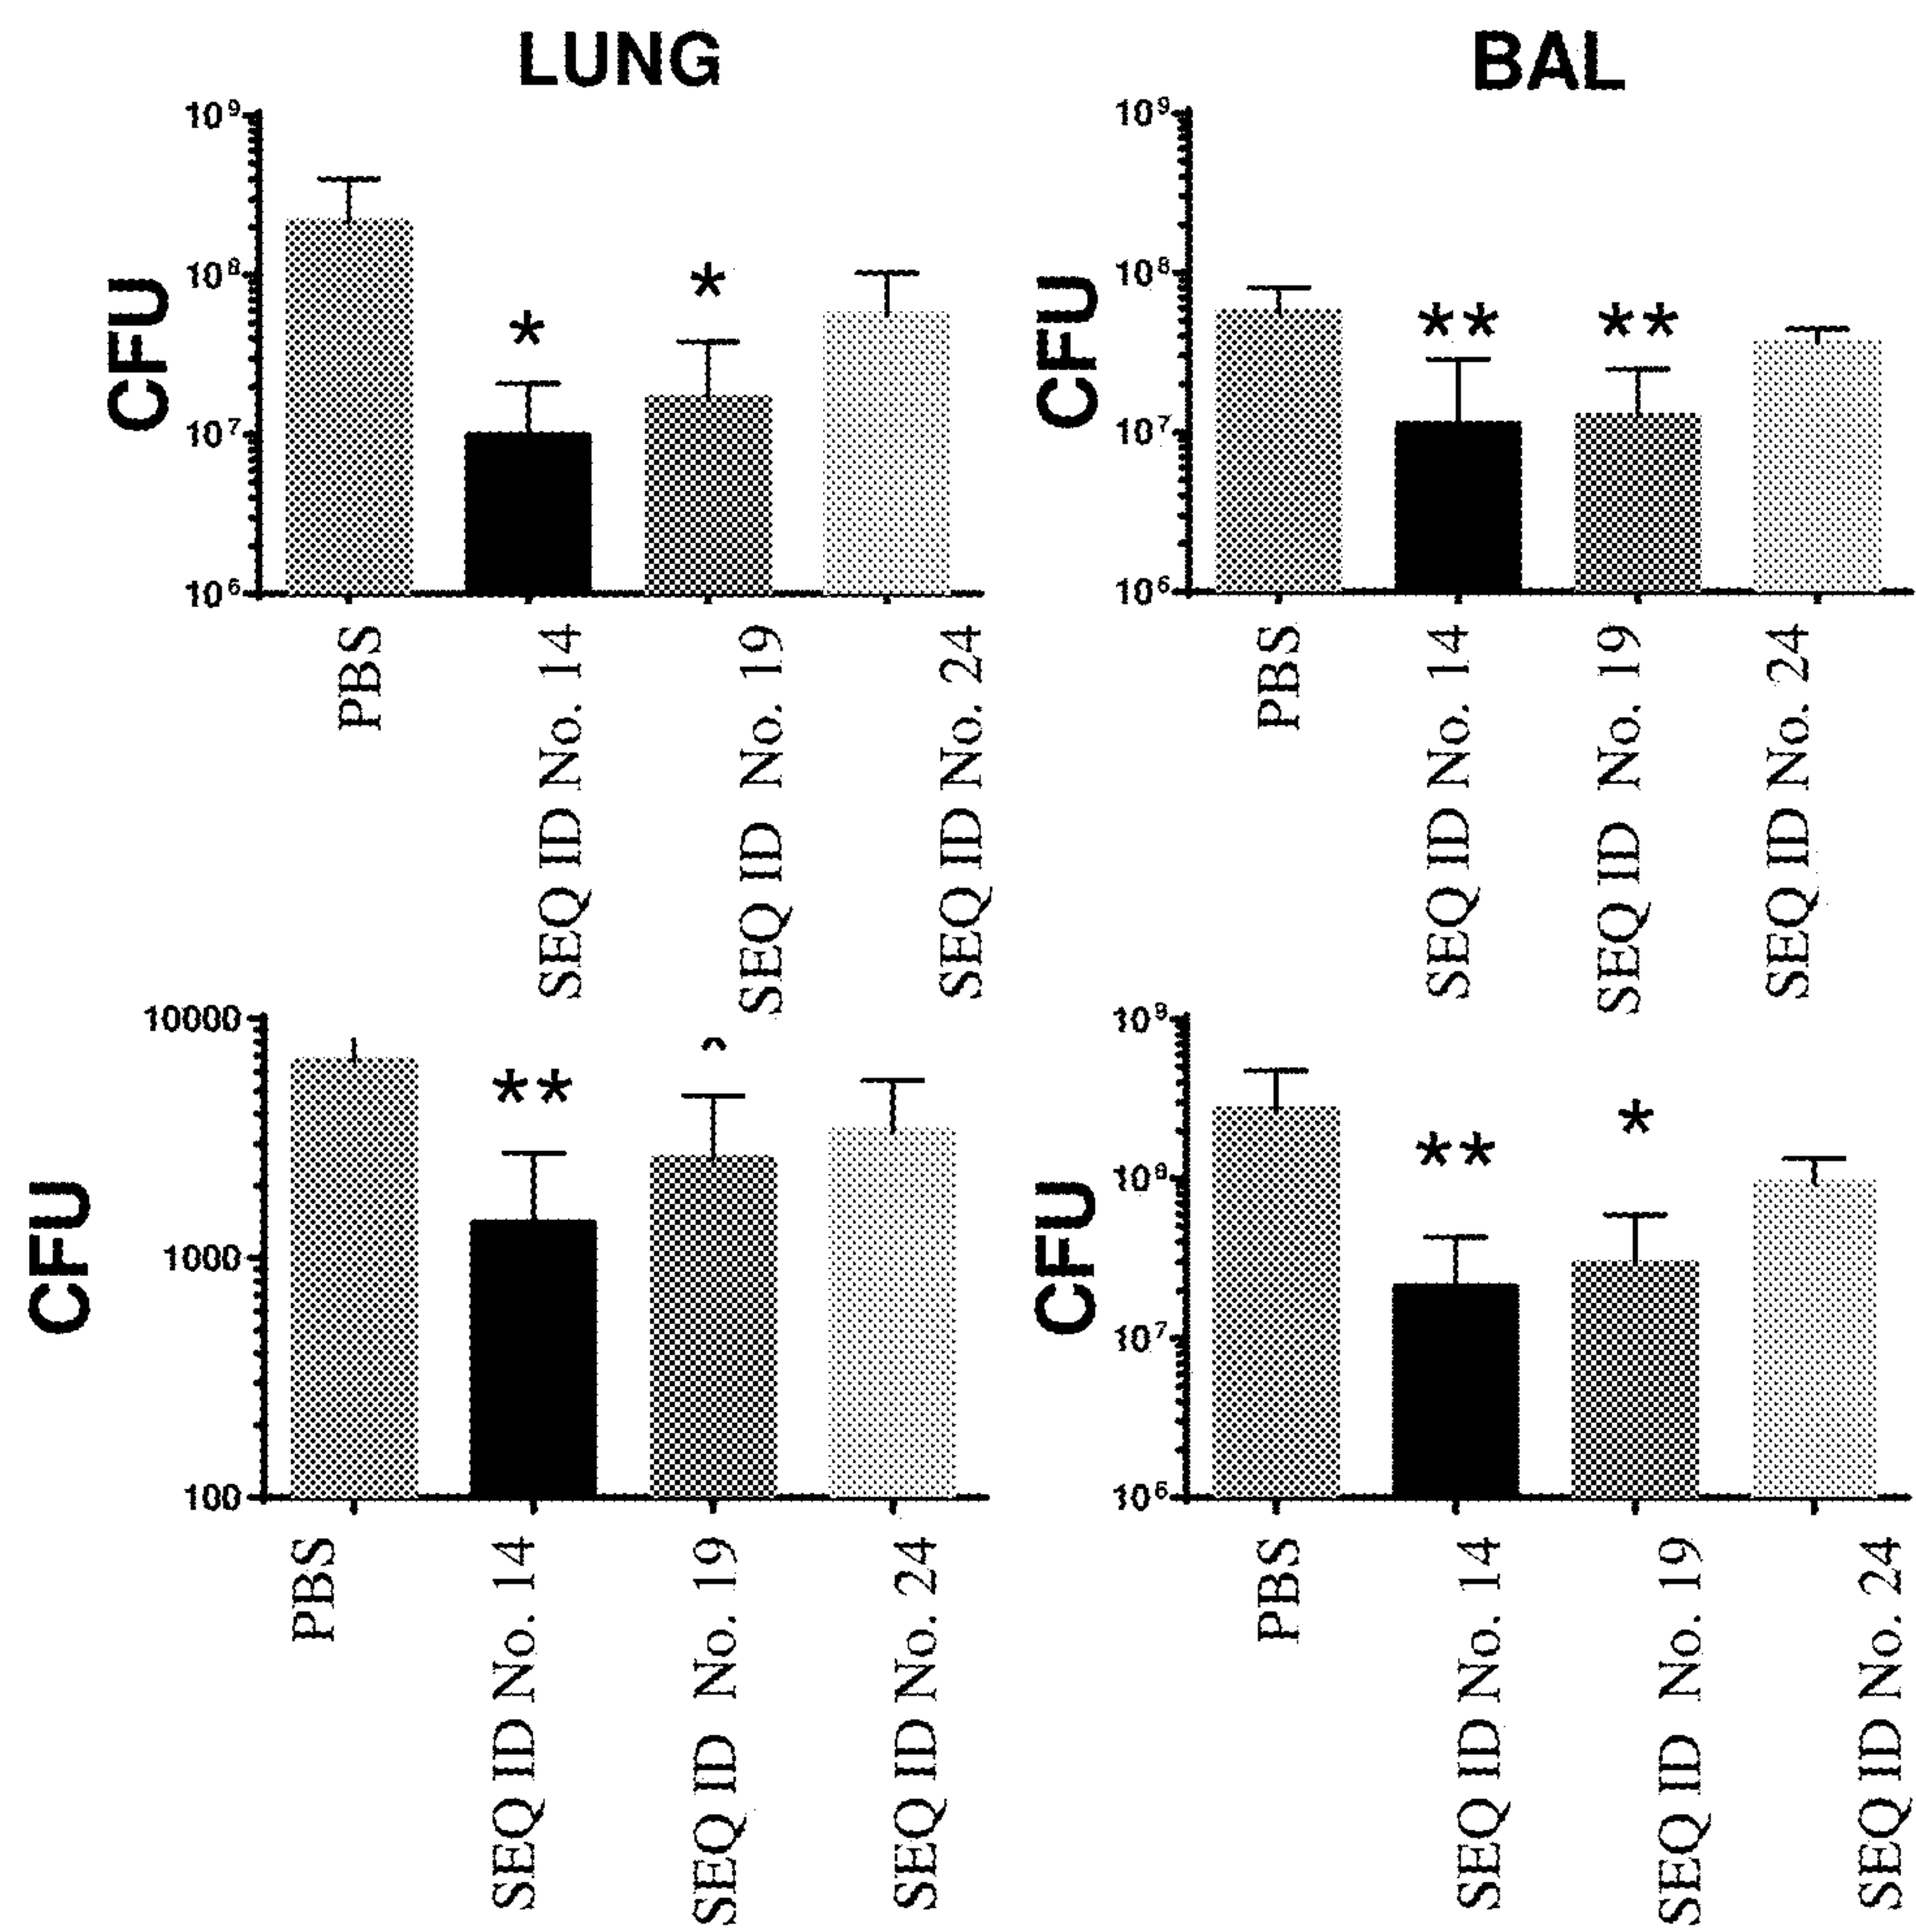 LUNG
BAL
10⁹
10⁸
10⁷
10⁶
CFU
*
*
PBS
SEQ ID No. 14
SEQ ID No. 19
SEQ ID No. 24
10⁹
10⁸
10⁷
10⁶
CFU
**
**
PBS
SEQ ID No. 14
SEQ ID No. 19
SEQ ID No. 24
10000
1000
100
CFU
**
^
PBS
SEQ ID No. 14
SEQ ID No. 19
SEQ ID No. 24
10⁹
10⁸
10⁷
10⁶
CFU
**
*
PBS
SEQ ID No. 14
SEQ ID No. 19
SEQ ID No. 24